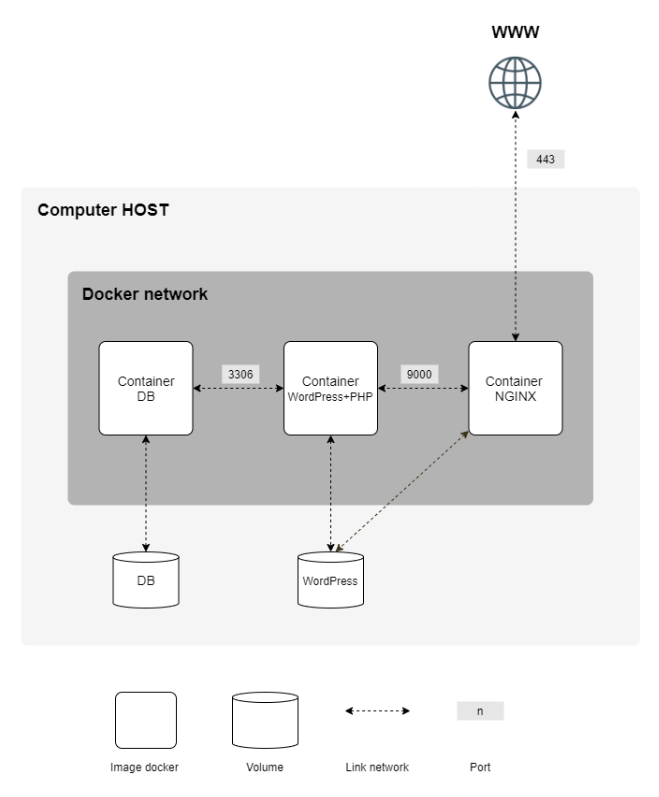 WWW
443
Computer HOST
Docker network
Container
DB
3306
Container
WordPress+PHP
9000
Container
NGINX
DB
WordPress
n
Image docker
Volume
Link network
Port